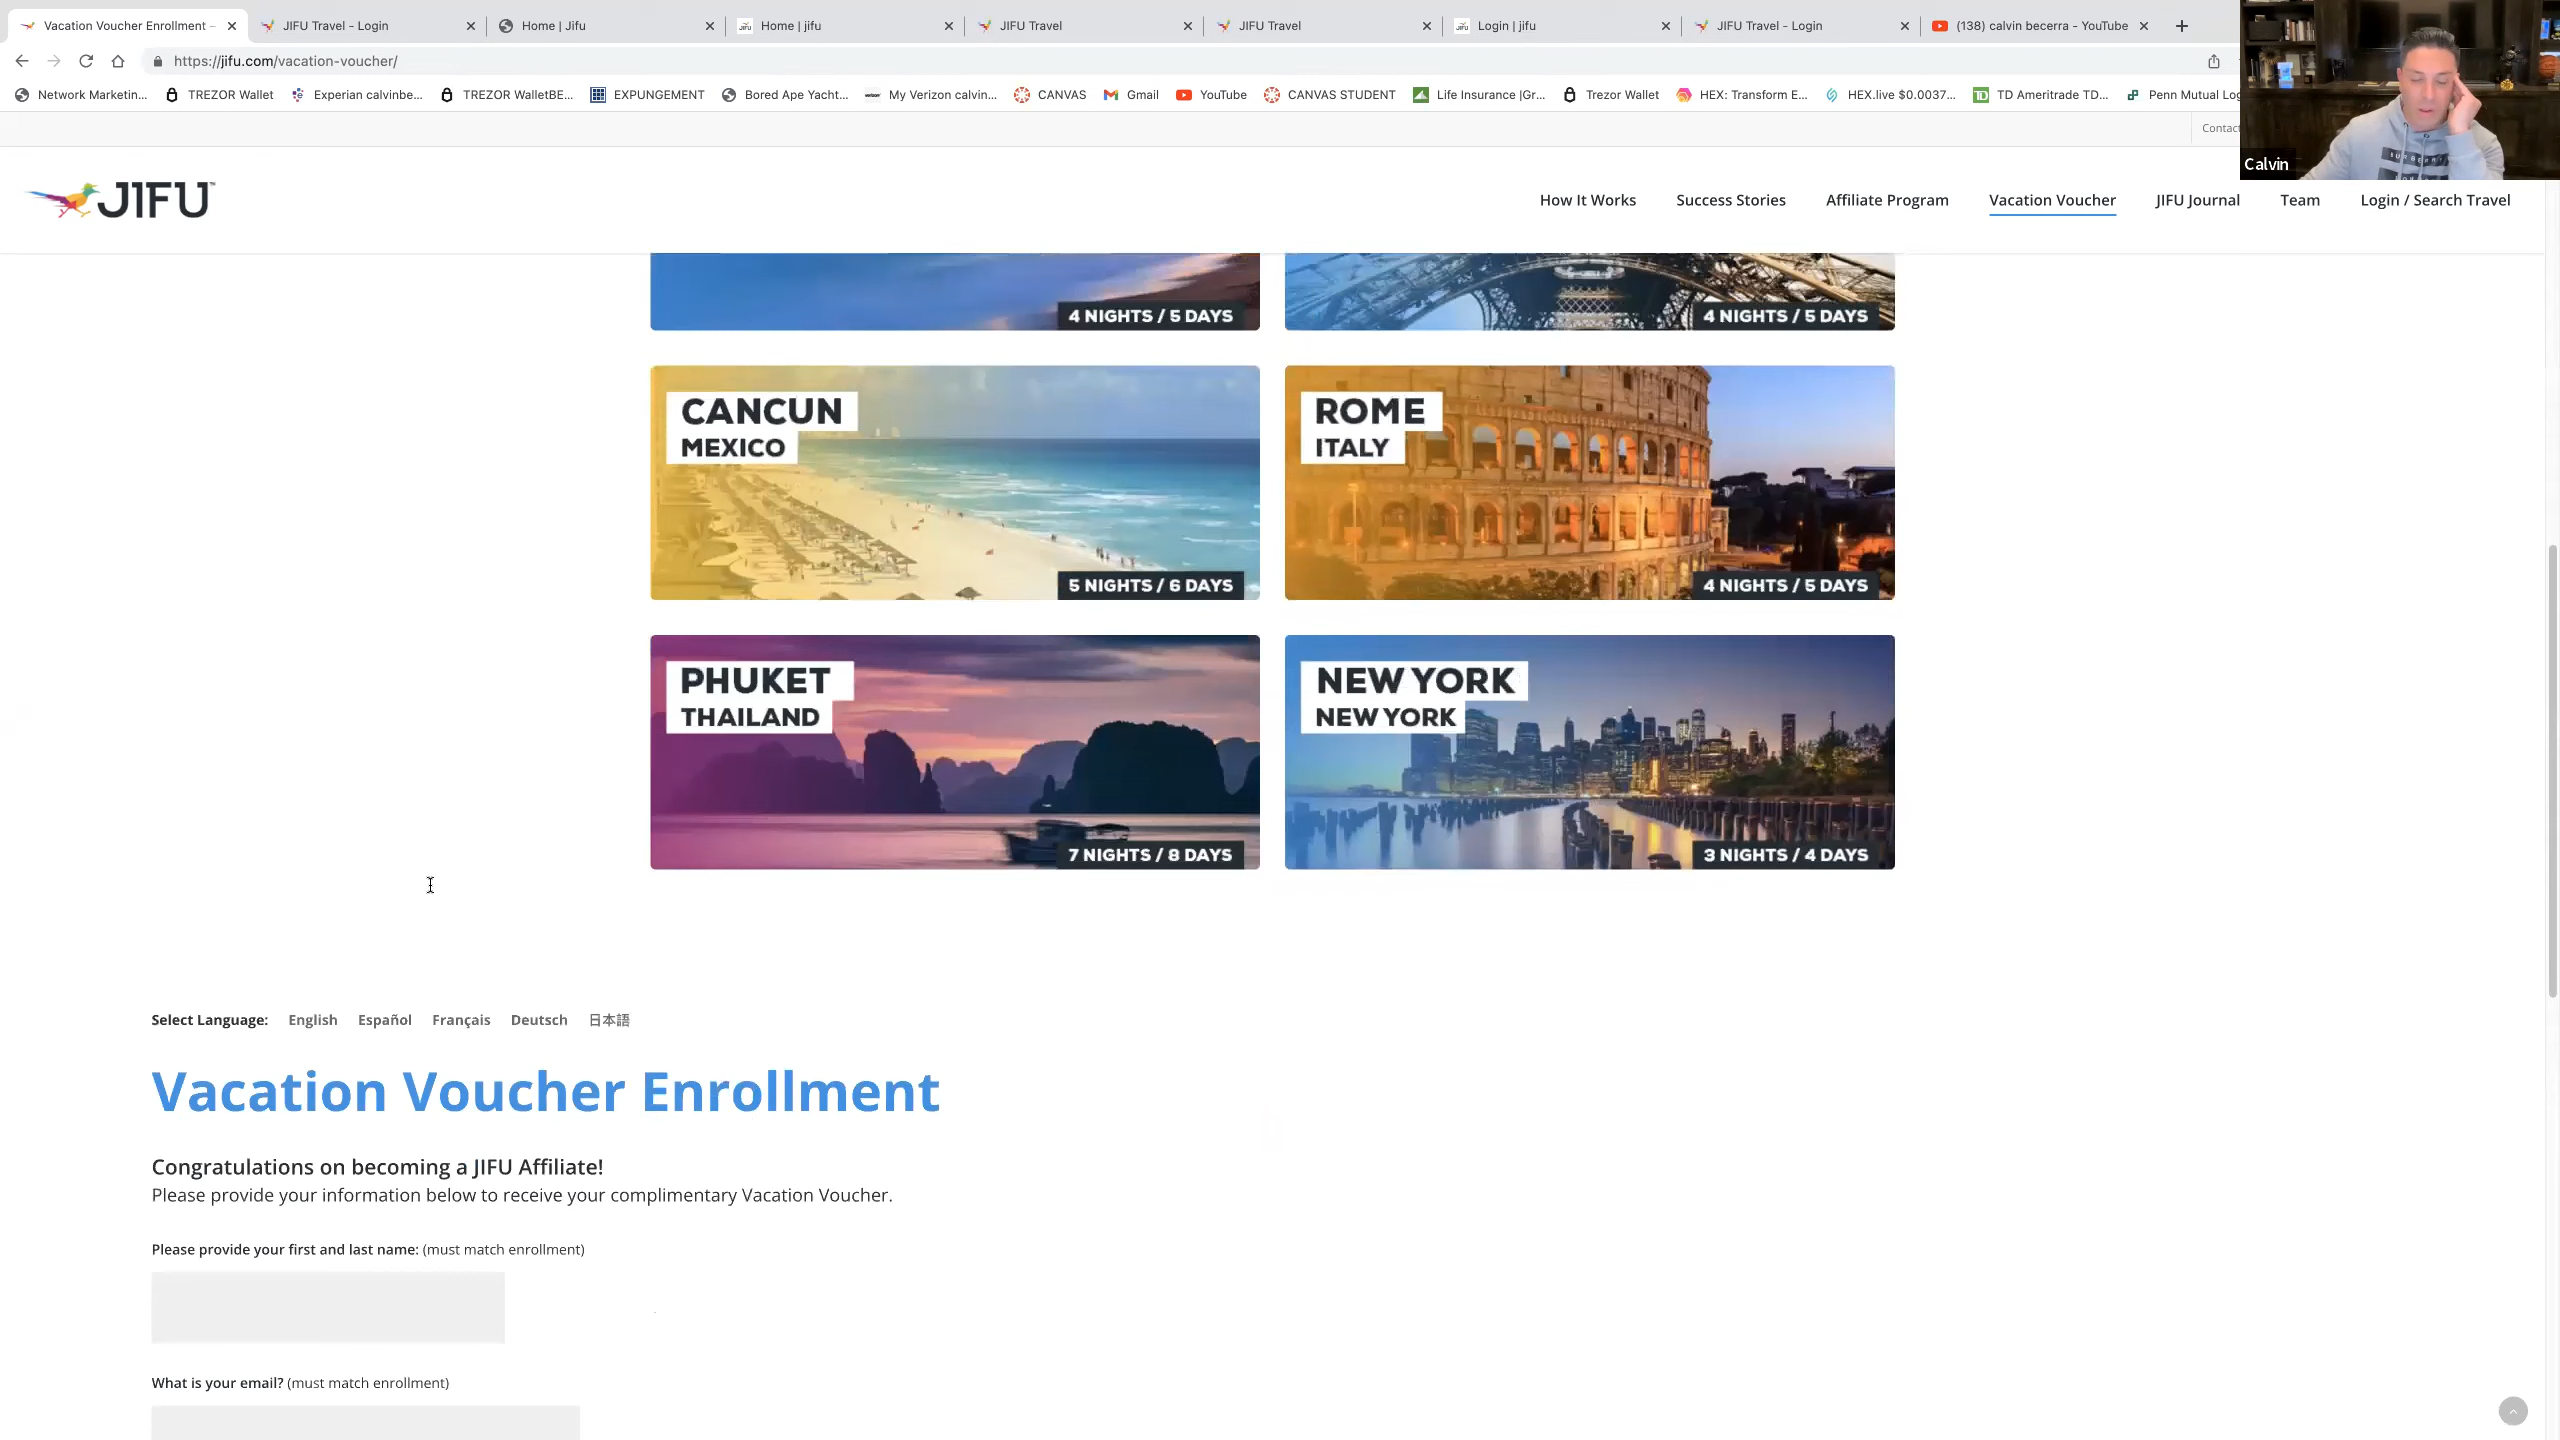 Vacation Voucher Enrollment –
JIFU Travel - Login
Home | Jifu
Home | jifu
JIFU Travel
JIFU Travel
Login | jifu
JIFU Travel - Login
(138) calvin becerra - YouTube
https://jifu.com/vacation-voucher/
Network Marketin...
TREZOR Wallet
Experian calvinbe...
TREZOR WalletBE...
EXPUNGEMENT
Bored Ape Yacht...
My Verizon calvin...
CANVAS
Gmail
YouTube
CANVAS STUDENT
Life Insurance |Gr...
Trezor Wallet
HEX: Transform E...
HEX.live $0.0037...
TD Ameritrade TD...
Penn Mutual Log
Contact
Calvin
JIFU
How It Works
Success Stories
Affiliate Program
Vacation Voucher
JIFU Journal
Team
Login / Search Travel
4 NIGHTS / 5 DAYS
4 NIGHTS / 5 DAYS
CANCUN
MEXICO
5 NIGHTS / 6 DAYS
ROME
ITALY
4 NIGHTS / 5 DAYS
PHUKET
THAILAND
7 NIGHTS / 8 DAYS
NEW YORK
NEW YORK
3 NIGHTS / 4 DAYS
Select Language: English Español Français Deutsch 日本語
Vacation Voucher Enrollment
Congratulations on becoming a JIFU Affiliate!
Please provide your information below to receive your complimentary Vacation Voucher.
Please provide your first and last name: (must match enrollment)
What is your email? (must match enrollment)